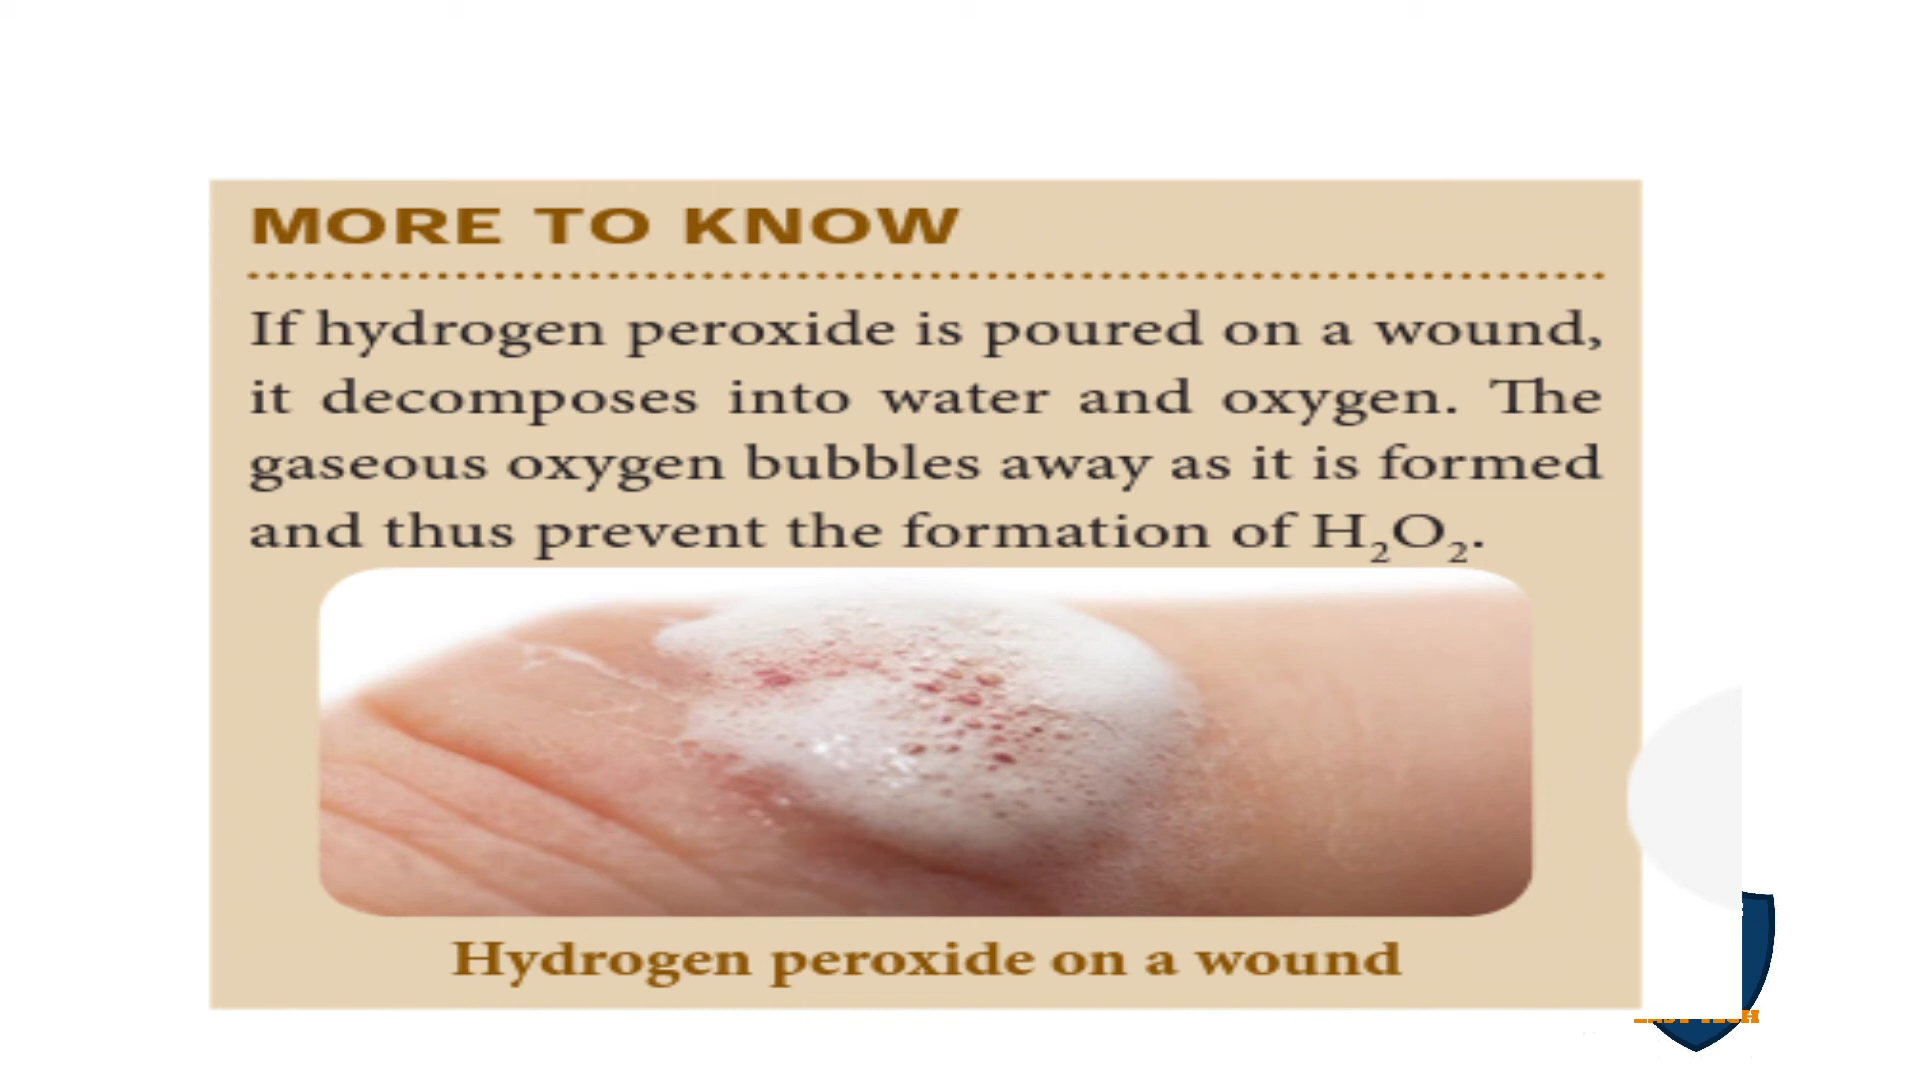 MORE TO KNOW
If hydrogen peroxide is poured on a wound,
it decomposes into water and oxygen. The
gaseous oxygen bubbles away as it is formed
and thus prevent the formation of H₂O₂.
Hydrogen peroxide on a wound